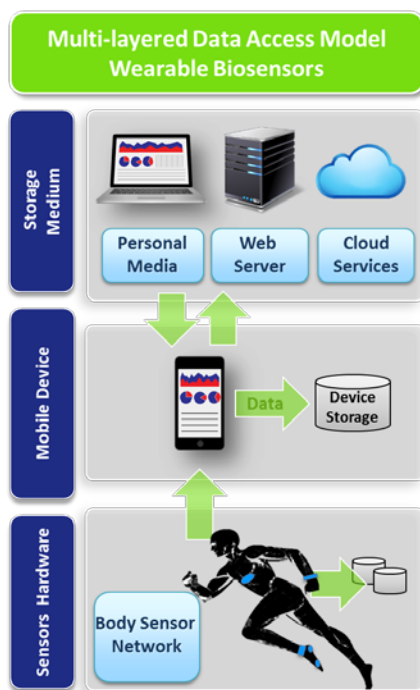 Multi-layered Data Access Model
Wearable Biosensors
Storage
Medium
Personal
Media
Web
Server
Cloud
Services
Mobile Device
Data
Device
Storage
Sensors Hardware
Body Sensor
Network